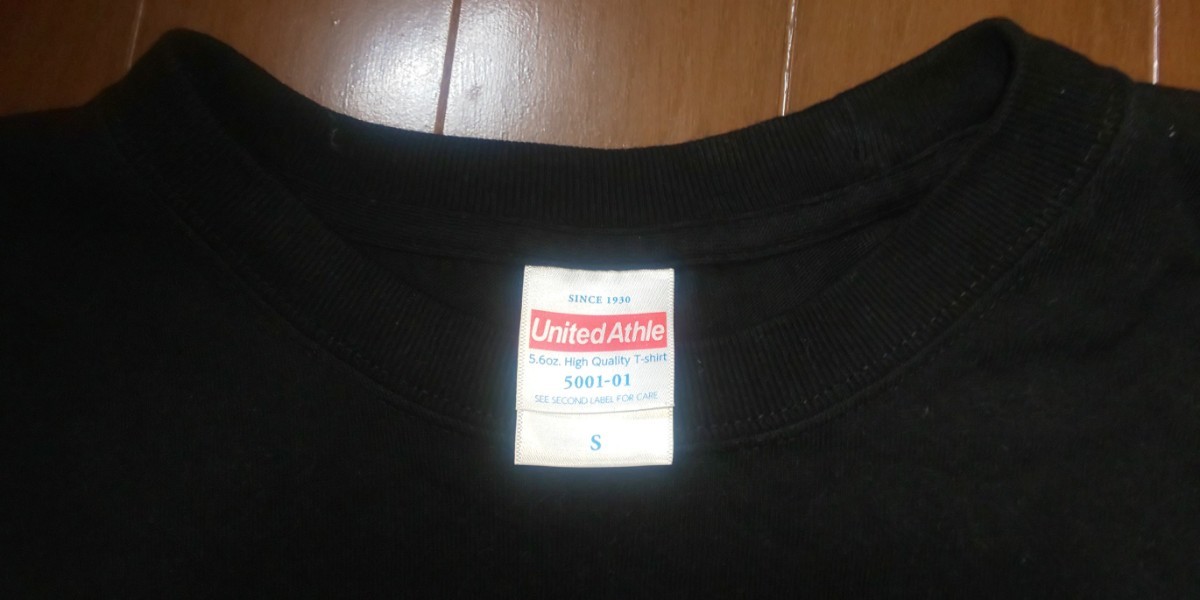 SINCE 1930
United Athle
5.6oz. High Quality T-shirt
5001-01
SEE SECOND LABEL FOR CARE
S